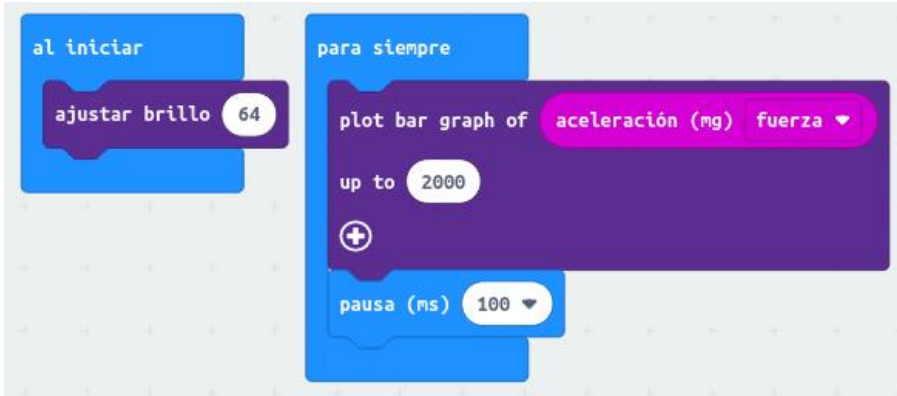 al iniciar
ajustar brillo 64
para siempre
plot bar graph of aceleración (mg) fuerza
up to 2000
pausa (ms) 100